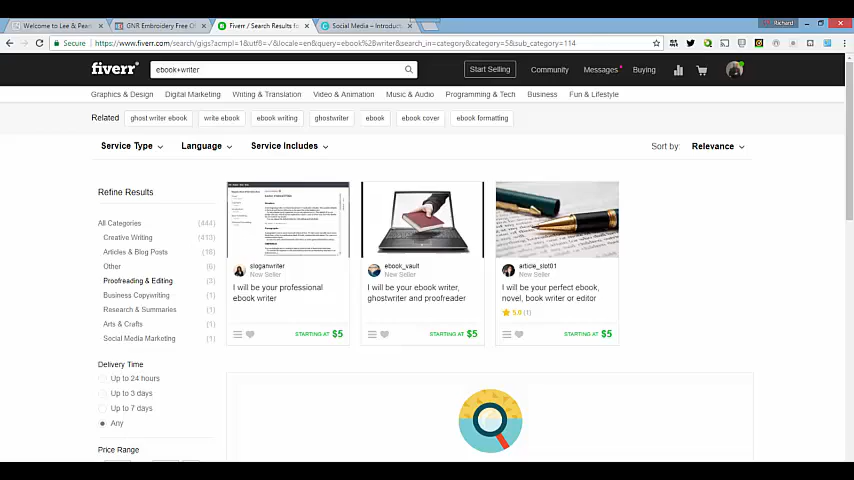 Welcome to Lee & Pears
GNR Embroidery Free Of
Fiverr / Search Results fo
Social Media – Introduct
Richard
Secure
https://www.fiverr.com/search/gigs?acmpl=1&utf8=✓&locale=en&query=ebook%2Bwriter&search_in=category&category=5&sub_category=114
fiverr
ebook+writer
Start Selling
Community
Messages
Buying
Graphics & Design
Digital Marketing
Writing & Translation
Video & Animation
Music & Audio
Programming & Tech
Business
Fun & Lifestyle
Related
ghost writer ebook
write ebook
ebook writing
ghostwriter
ebook
ebook cover
ebook formatting
Service Type
Language
Service Includes
Sort by: Relevance
Refine Results
All Categories (444)
Creative Writing (413)
Articles & Blog Posts (16)
Other (6)
Proofreading & Editing (3)
Business Copywriting (1)
Research & Summaries (1)
Arts & Crafts (1)
Social Media Marketing (1)
Delivery Time
Up to 24 hours
Up to 3 days
Up to 7 days
Any
Price Range
sloganwriter
New Seller
I will be your professional
ebook writer
STARTING AT $5
ebook_vault
New Seller
I will be your ebook writer,
ghostwriter and proofreader
STARTING AT $5
article_slot01
New Seller
I will be your perfect ebook,
novel, book writer or editor
5.0 (1)
STARTING AT $5